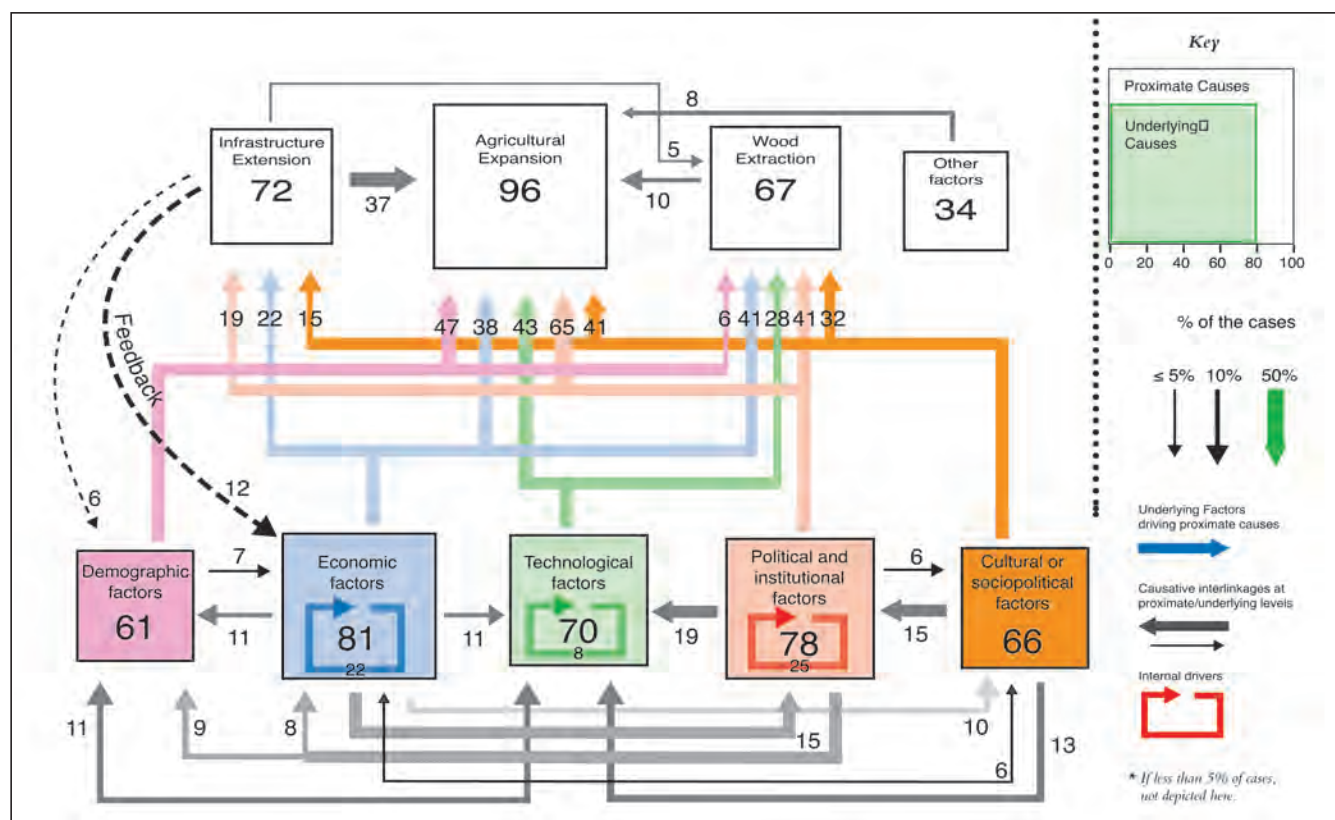 Key
Proximate Causes
Underlying□
Causes
0 20 40 60 80 100
% of the cases
≤ 5% 10% 50%
Underlying Factors
driving proximate causes
Causative interlinkages at
proximate/underlying levels
Internal drivers
* If less than 5% of cases,
not depicted here.
8
Infrastructure
Extension
72
Agricultural
Expansion
96
Wood
Extraction
67
Other
factors
34
5
37
10
19 22 15 47 38 43 65 41 6 41 28 41 32
Feedback
6
12
7
6
Demographic
factors
61
Economic
factors
81
22
Technological
factors
70
8
Political and
institutional
factors
78
25
Cultural or
sociopolitical
factors
66
11
11
19
15
11
9
8
15
10
6
13